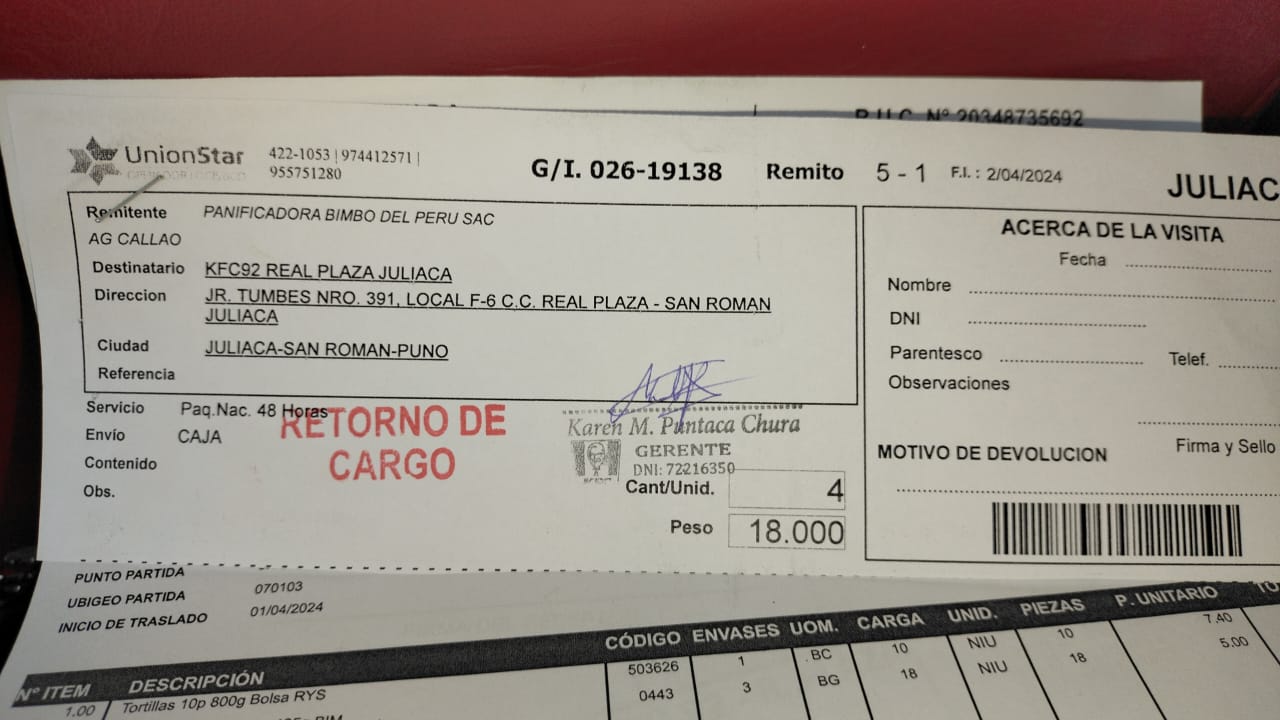 R.U.C. Nº 20348735692
UnionStar
422-1053 | 974412571 |
955751280
G/I. 026-19138
Remito 5 - 1
F.I. : 2/04/2024
JULIAC
Remitente PANIFICADORA BIMBO DEL PERU SAC
AG CALLAO
Destinatario KFC92 REAL PLAZA JULIACA
Direccion JR. TUMBES NRO. 391, LOCAL F-6 C.C. REAL PLAZA - SAN ROMAN
JULIACA
Ciudad JULIACA-SAN ROMAN-PUNO
Referencia
Servicio Paq.Nac. 48 Horas
Envío CAJA
Contenido
Obs.
RETORNO DE
CARGO
Karen M. Puntaca Chura
GERENTE
DNI: 72216350
Cant/Unid. 4
Peso 18.000
ACERCA DE LA VISITA
Fecha
Nombre
DNI
Parentesco Telef.
Observaciones
Firma y Sello
MOTIVO DE DEVOLUCION
PUNTO PARTIDA
UBIGEO PARTIDA 070103
INICIO DE TRASLADO 01/04/2024
Nº ITEM DESCRIPCIÓN CÓDIGO ENVASES UOM. CARGA UNID. PIEZAS P. UNITARIO
1.00 Tortillas 10p 800g Bolsa RYS 503626 1 BC 10 NIU 10 7.40
0443 3 BG 18 NIU 18 5.00